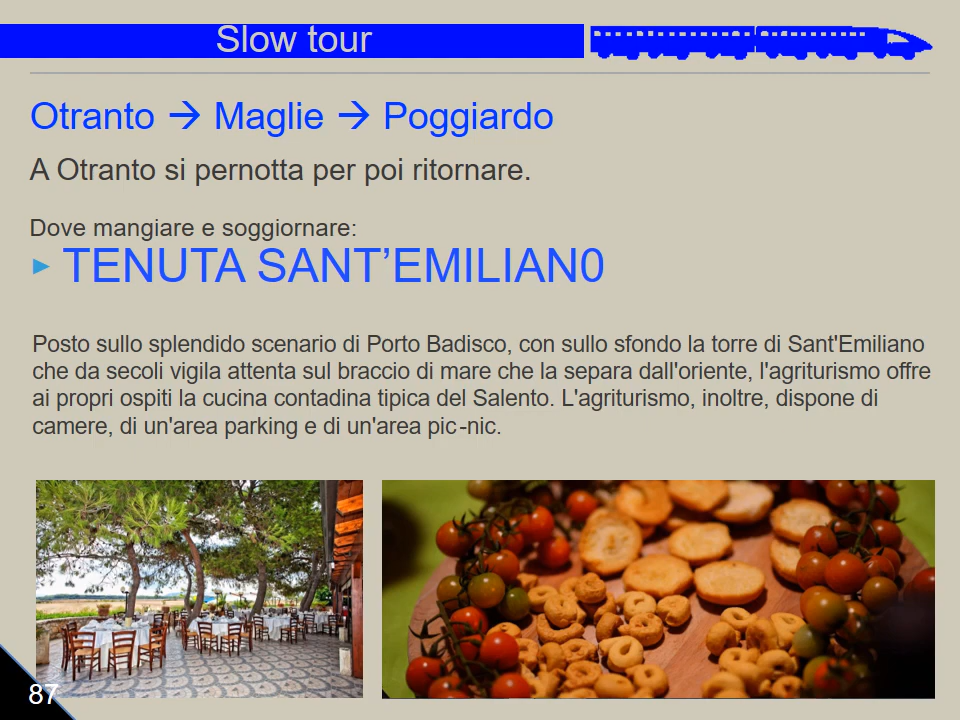 Slow tour
Otranto → Maglie → Poggiardo
A Otranto si pernotta per poi ritornare.
Dove mangiare e soggiornare:
► TENUTA SANT’EMILIAN0
Posto sullo splendido scenario di Porto Badisco, con sullo sfondo la torre di Sant'Emiliano
che da secoli vigila attenta sul braccio di mare che la separa dall'oriente, l'agriturismo offre
ai propri ospiti la cucina contadina tipica del Salento. L'agriturismo, inoltre, dispone di
camere, di un'area parking e di un'area pic-nic.
87